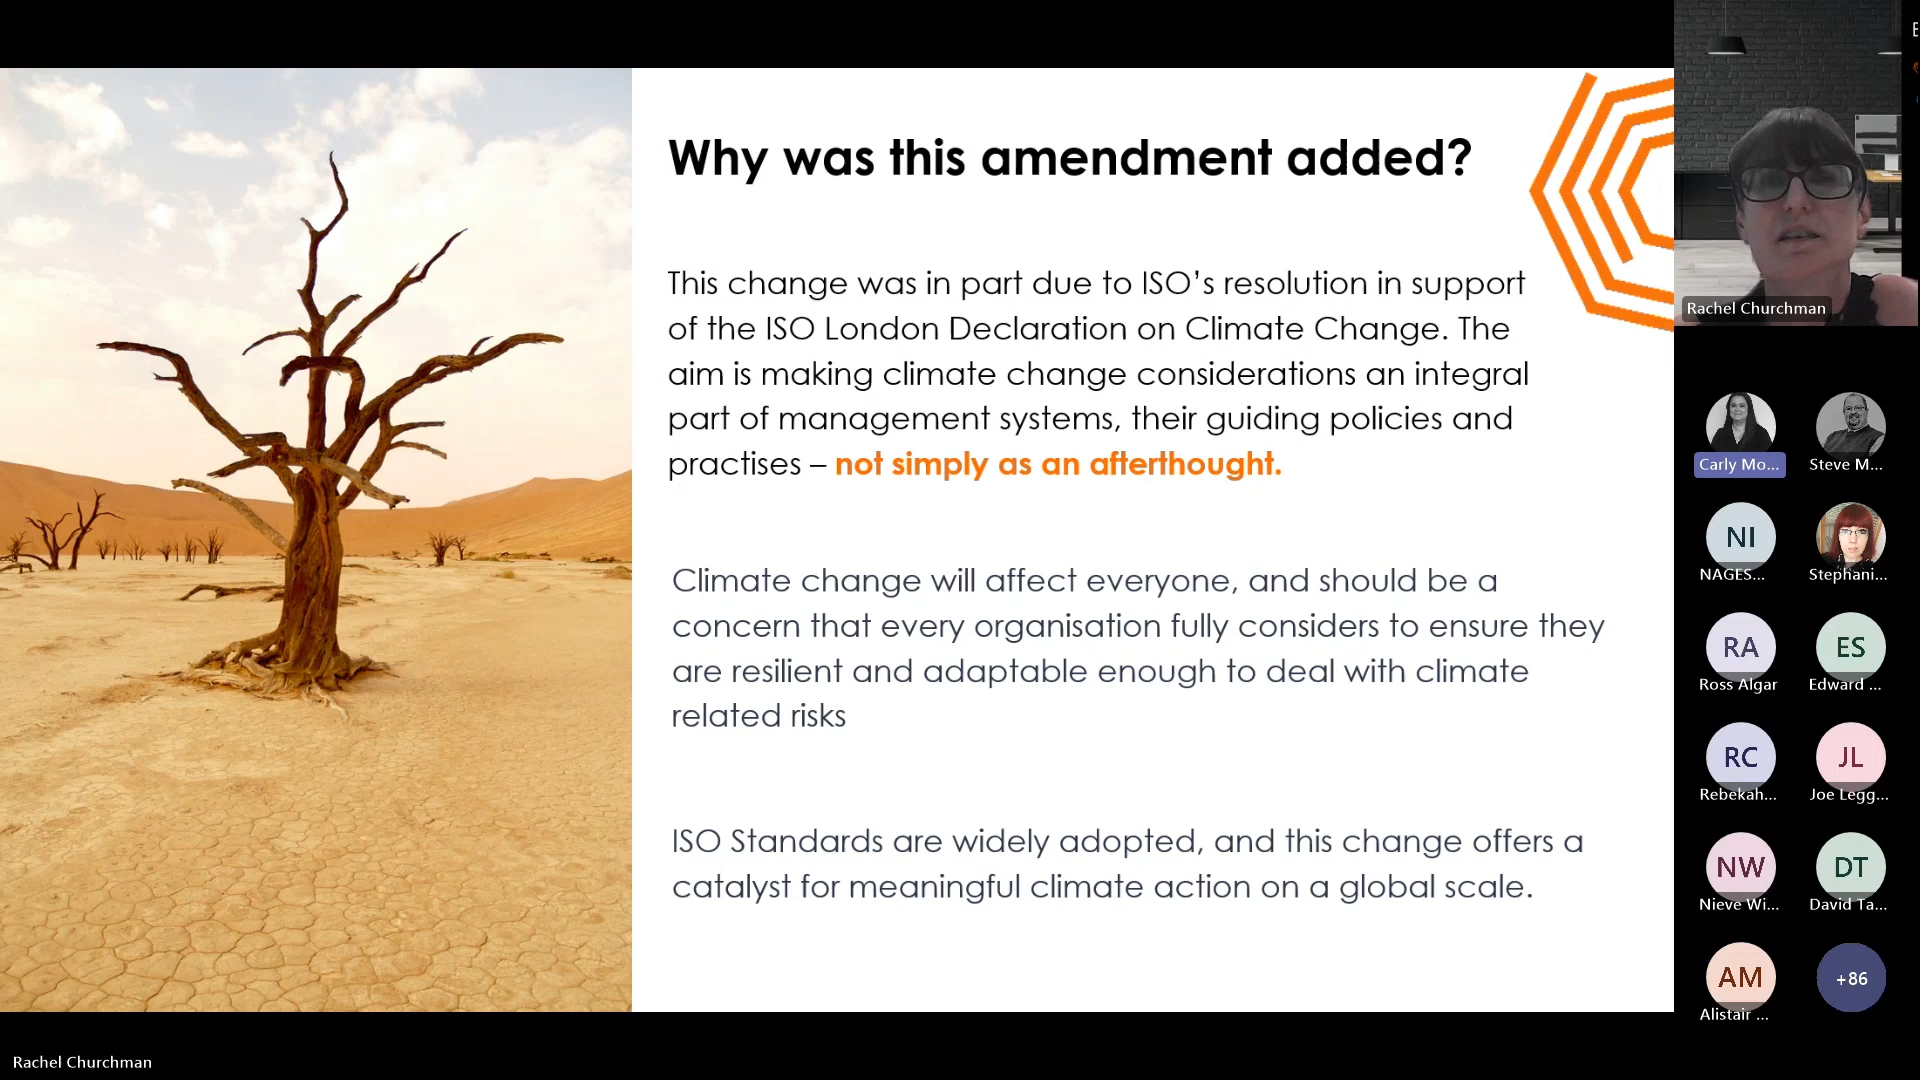 Why was this amendment added?
This change was in part due to ISO’s resolution in support
of the ISO London Declaration on Climate Change. The
aim is making climate change considerations an integral
part of management systems, their guiding policies and
practises – not simply as an afterthought.
Climate change will affect everyone, and should be a
concern that every organisation fully considers to ensure they
are resilient and adaptable enough to deal with climate
related risks
ISO Standards are widely adopted, and this change offers a
catalyst for meaningful climate action on a global scale.
Rachel Churchman
Carly Mo...
Steve M...
NI
NAGES...
Stephani...
RA
Ross Algar
ES
Edward ...
RC
Rebekah...
JL
Joe Legg...
NW
Nieve Wi...
DT
David Ta...
AM
Alistair ...
+86
Rachel Churchman